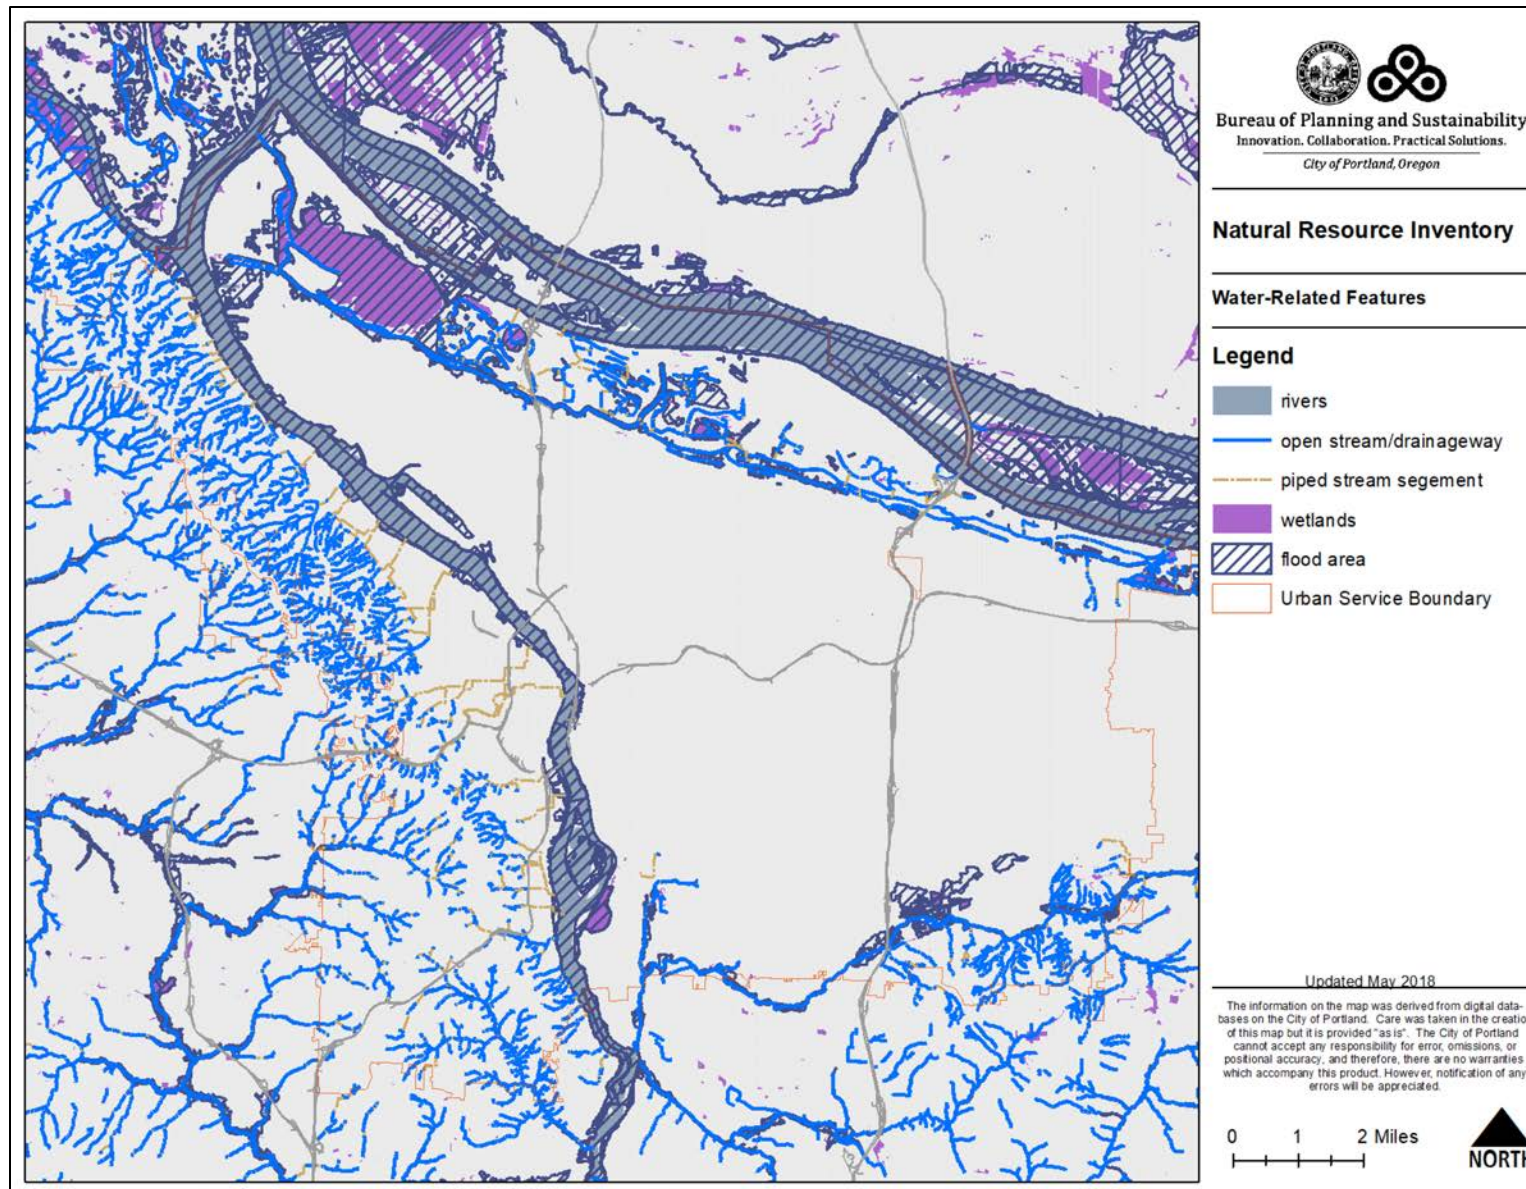 Bureau of Planning and Sustainability
Innovation. Collaboration. Practical Solutions.
City of Portland, Oregon
Natural Resource Inventory
Water-Related Features
Legend
rivers
open stream/drainageway
piped stream segement
wetlands
flood area
Urban Service Boundary
Updated May 2018
The information on the map was derived from digital data-
bases on the City of Portland. Care was taken in the creatio
of this map but it is provided "as is". The City of Portland
cannot accept any responsibility for error, omissions, or
positional accuracy, and therefore, there are no warranties
which accompany this product. However, notification of any
errors will be appreciated.
0 1 2 Miles
NORTH